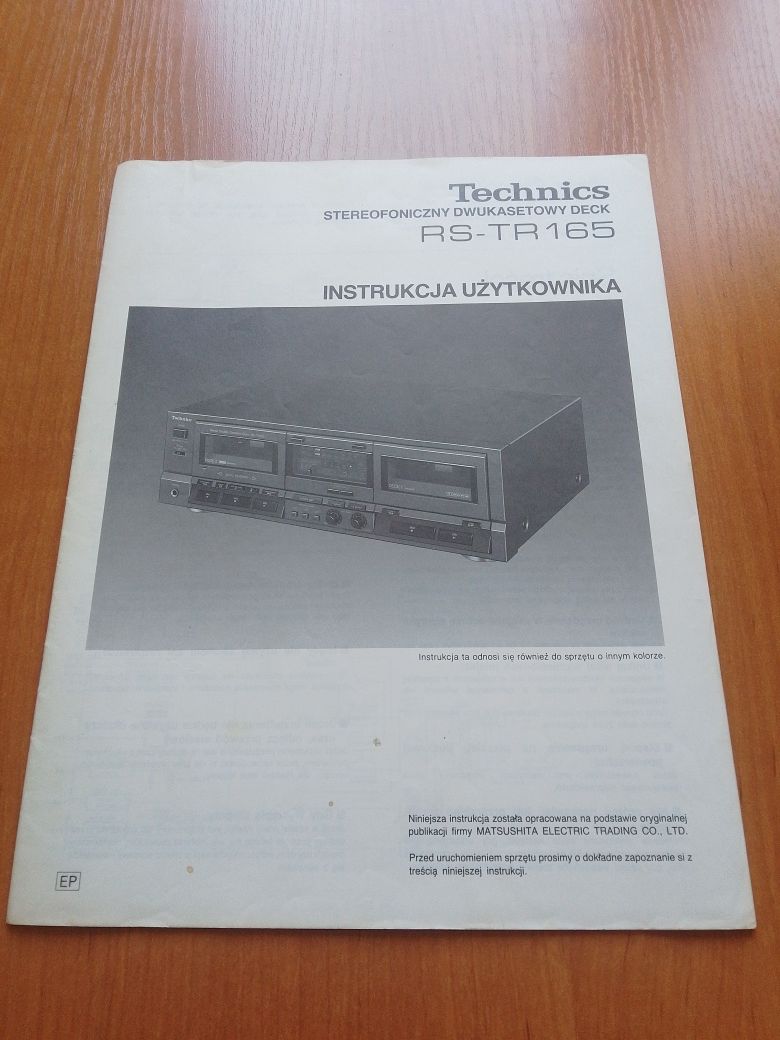 Technics
STEREOFONICZNY DWUKASETOWY DECK
RS-TR165
INSTRUKCJA UŻYTKOWNIKA
Technics
Instrukcja ta odnosi się również do sprzętu o innym kolorze.
Niniejsza instrukcja została opracowana na podstawie oryginalnej
publikacji firmy MATSUSHITA ELECTRIC TRADING CO., LTD.
Przed uruchomieniem sprzętu prosimy o dokładne zapoznanie si z
treścią niniejszej instrukcji.
EP